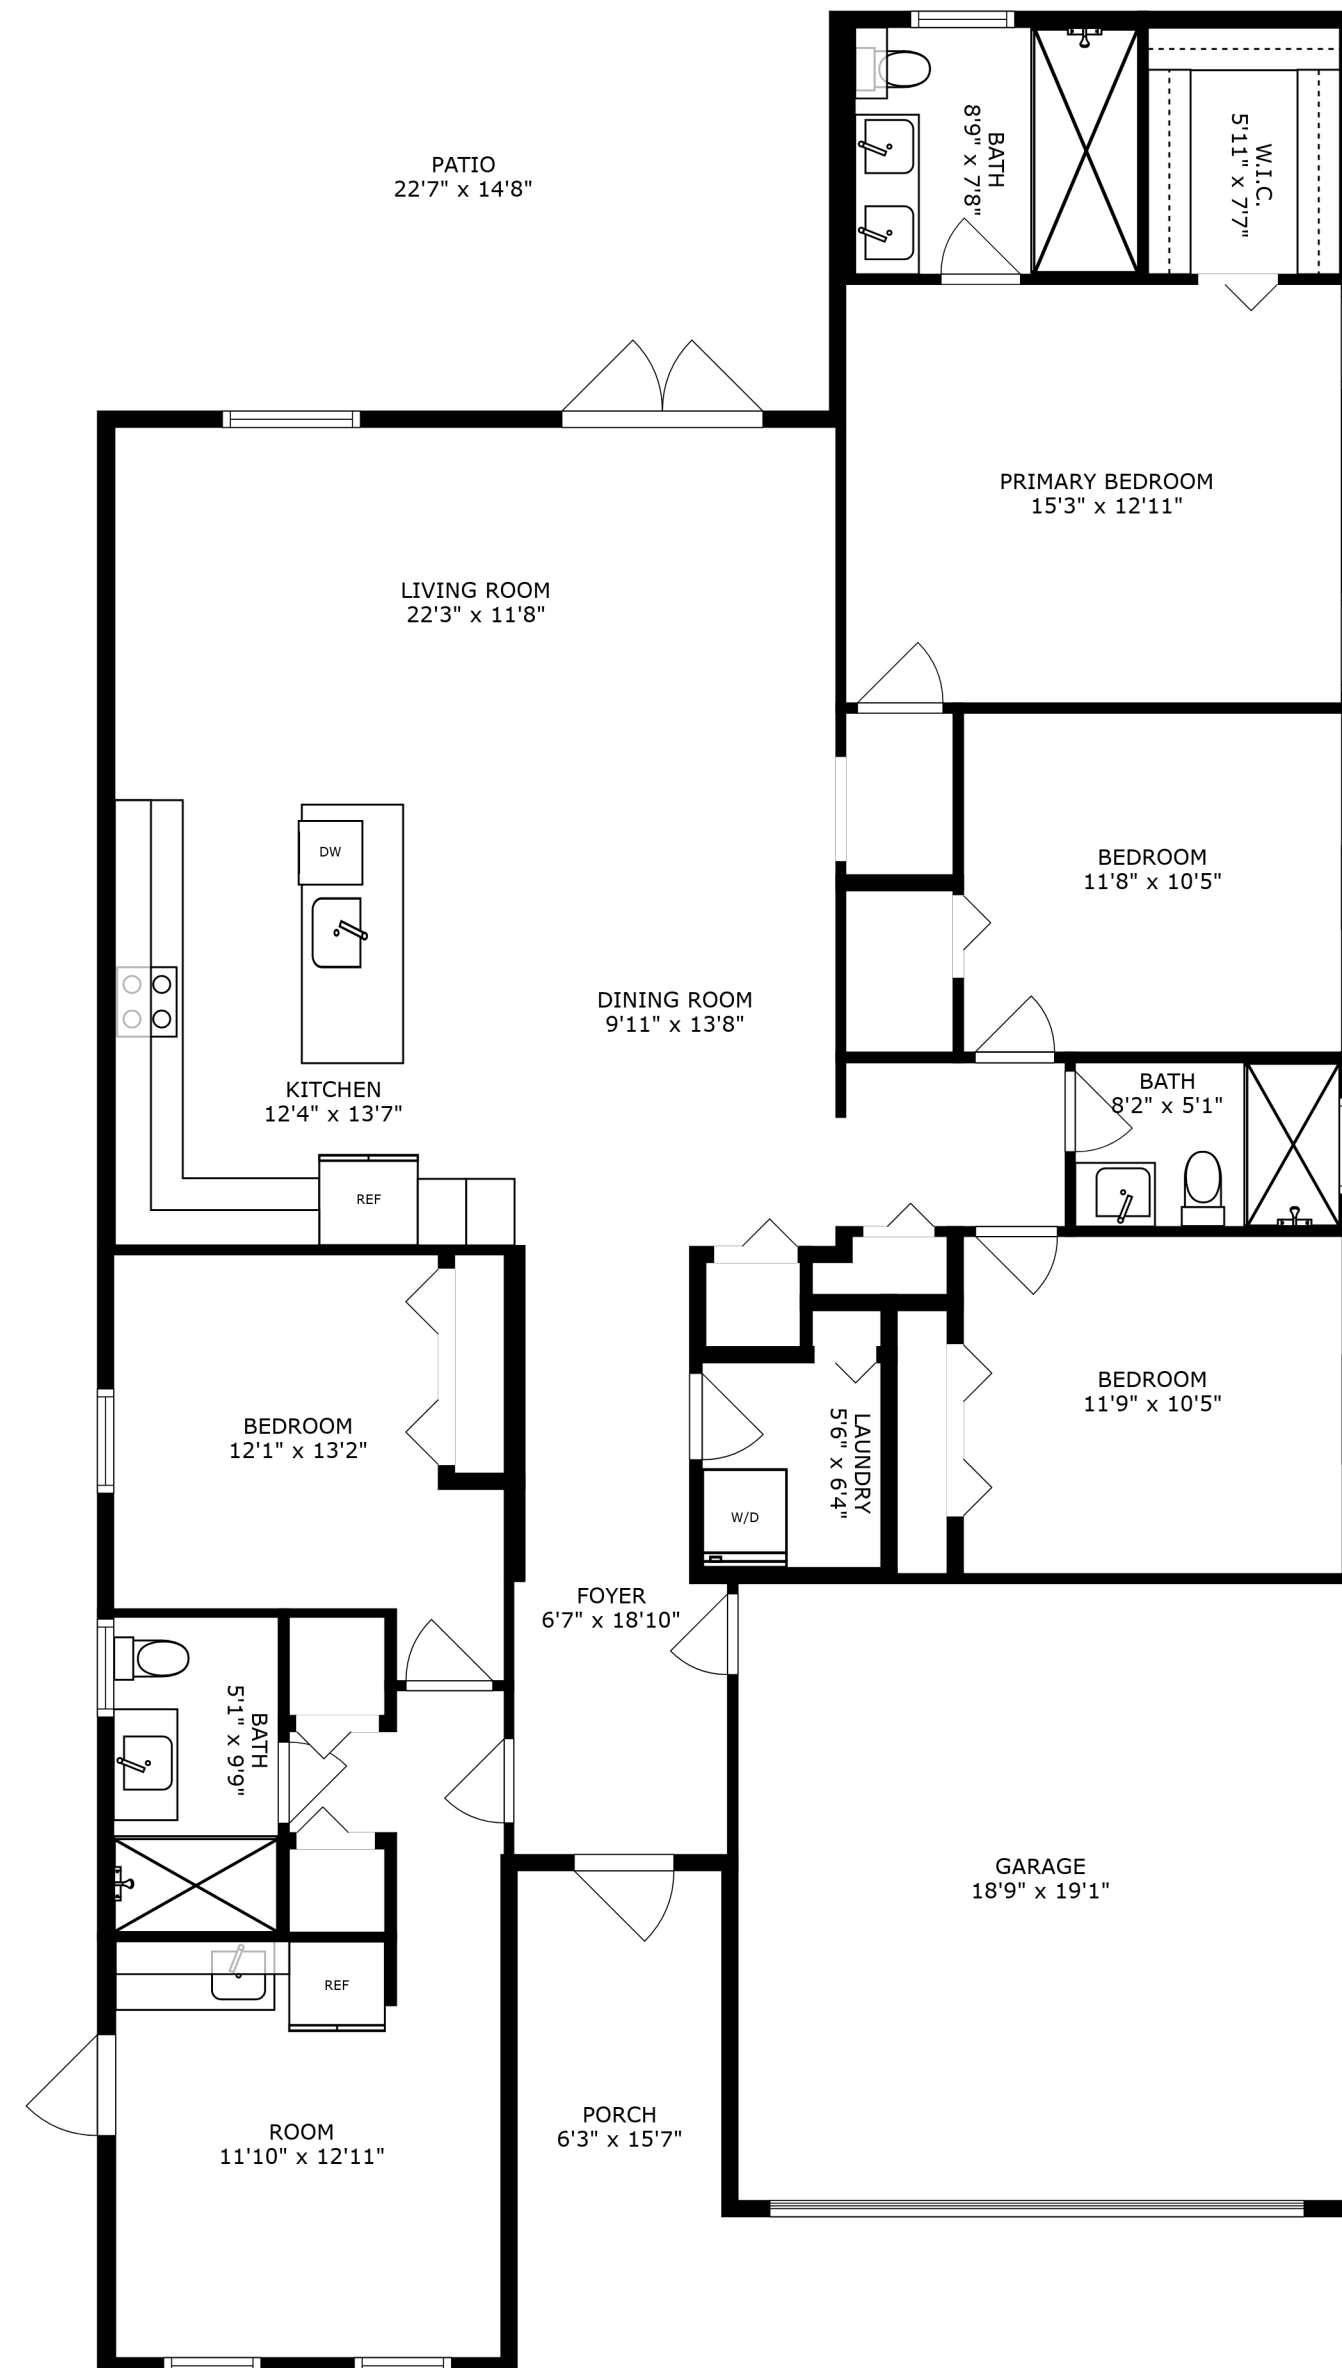 PATIO
22'7" x 14'8"
BATH
8'9" x 7'8"
W.I.C.
5'11" x 7'7"
PRIMARY BEDROOM
15'3" x 12'11"
LIVING ROOM
22'3" x 11'8"
DW
BEDROOM
11'8" x 10'5"
DINING ROOM
9'11" x 13'8"
KITCHEN
12'4" x 13'7"
BATH
8'2" x 5'1"
REF
BEDROOM
12'1" x 13'2"
LAUNDRY
5'6" x 6'4"
W/D
BEDROOM
11'9" x 10'5"
FOYER
6'7" x 18'10"
BATH
5'1" x 9'9"
GARAGE
18'9" x 19'1"
REF
ROOM
11'10" x 12'11"
PORCH
6'3" x 15'7"